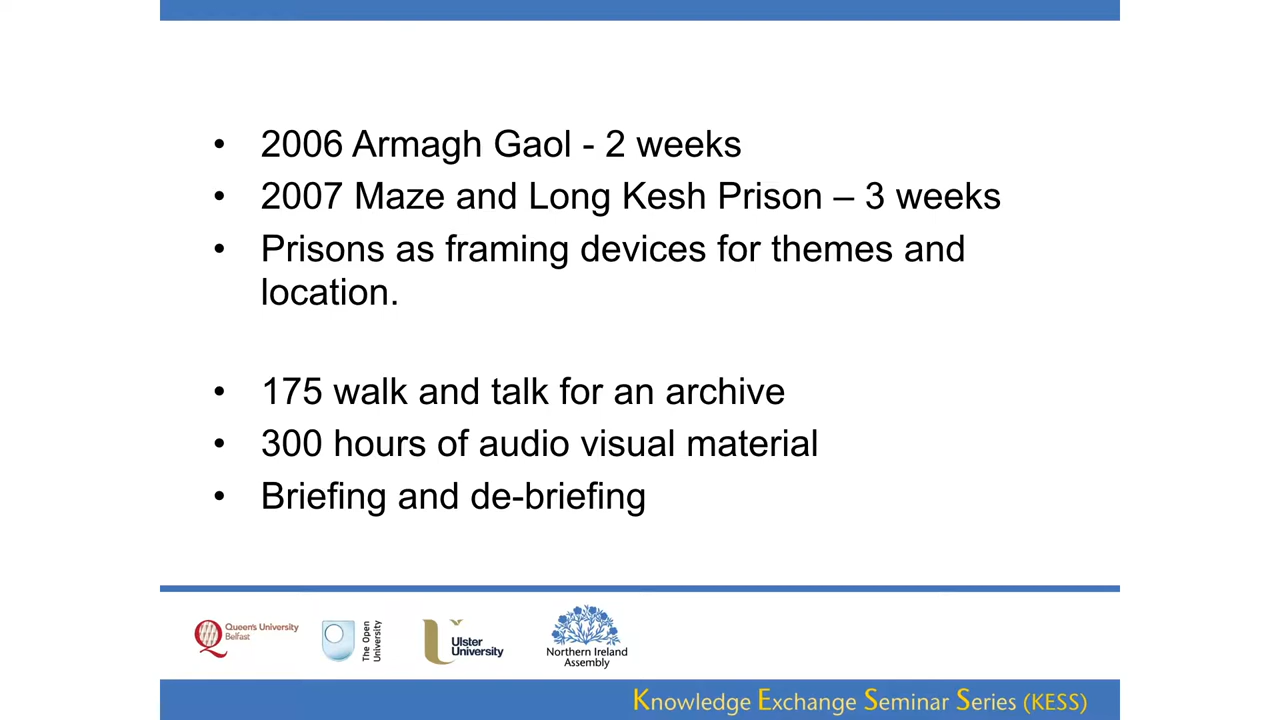 • 2006 Armagh Gaol - 2 weeks
• 2007 Maze and Long Kesh Prison – 3 weeks
• Prisons as framing devices for themes and
location.
• 175 walk and talk for an archive
• 300 hours of audio visual material
• Briefing and de-briefing
Queen's University
Belfast
The Open
University
Ulster
University
Northern Ireland
Assembly
Knowledge Exchange Seminar Series (KESS)